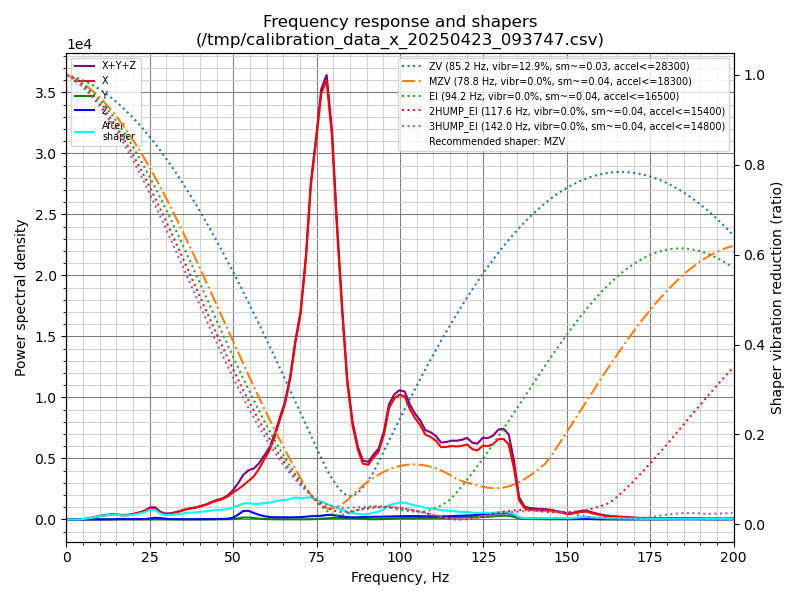 Frequency response and shapers
(/tmp/calibration_data_x_20250423_093747.csv)
1e4
X+Y+Z
X
Y
Z
After
shaper
ZV (85.2 Hz, vibr=12.9%, sm~=0.03, accel<=28300)
MZV (78.8 Hz, vibr=0.0%, sm~=0.04, accel<=18300)
EI (94.2 Hz, vibr=0.0%, sm~=0.04, accel<=16500)
2HUMP_EI (117.6 Hz, vibr=0.0%, sm~=0.04, accel<=15400)
3HUMP_EI (142.0 Hz, vibr=0.0%, sm~=0.04, accel<=14800)
Recommended shaper: MZV
3.5
3.0
2.5
2.0
1.5
1.0
0.5
0.0
Power spectral density
1.0
0.8
0.6
0.4
0.2
0.0
Shaper vibration reduction (ratio)
0 25 50 75 100 125 150 175 200
Frequency, Hz